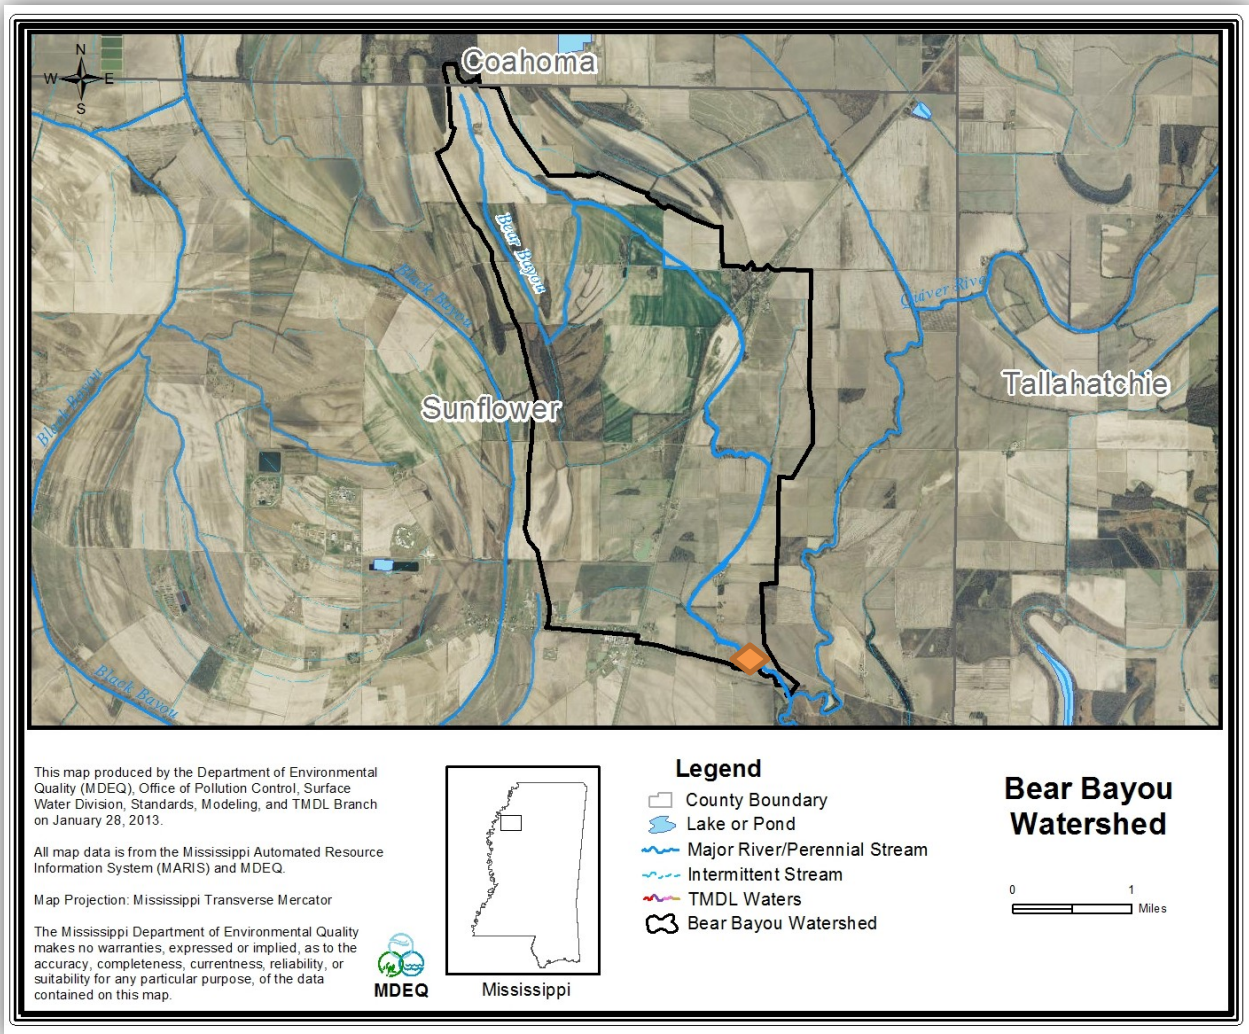 N
W E
S
Coahoma
Bear Bayou
Black Bayou
Quiver River
Tallahatchie
Sunflower
Black Bayou
Black Bayou
This map produced by the Department of Environmental
Quality (MDEQ), Office of Pollution Control, Surface
Water Division, Standards, Modeling, and TMDL Branch
on January 28, 2013.
All map data is from the Mississippi Automated Resource
Information System (MARIS) and MDEQ.
Map Projection: Mississippi Transverse Mercator
The Mississippi Department of Environmental Quality
makes no warranties, expressed or implied, as to the
accuracy, completeness, currentness, reliability, or
suitability for any particular purpose, of the data
contained on this map.
MDEQ
Mississippi
Legend
County Boundary
Lake or Pond
Major River/Perennial Stream
Intermittent Stream
TMDL Waters
Bear Bayou Watershed
Bear Bayou
Watershed
0 1
Miles